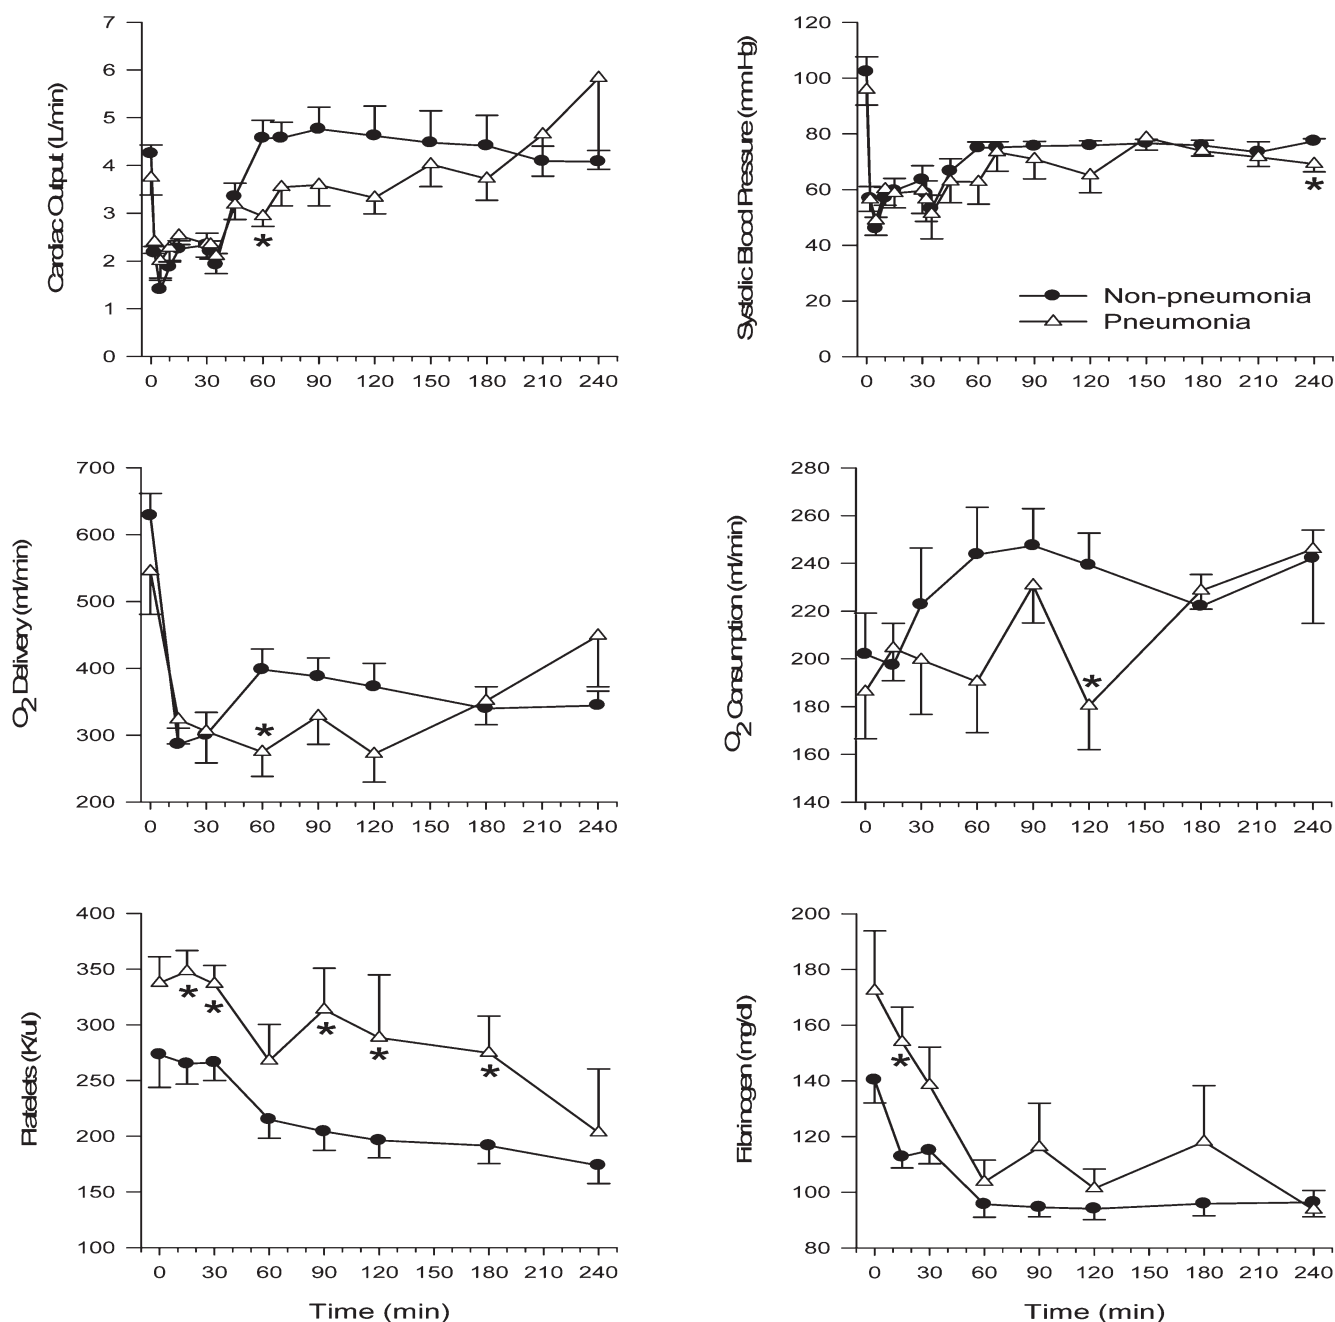 Cardiac Output (L/min)
7
6
5
4
3
2
1
0
*
0 30 60 90 120 150 180 210 240
Systolic Blood Pressure (mmHg)
120
100
80
60
40
20
0
*
Non-pneumonia
Pneumonia
0 30 60 90 120 150 180 210 240
O2 Delivery (ml/min)
700
600
500
400
300
200
*
0 30 60 90 120 150 180 210 240
O2 Consumption (ml/min)
280
260
240
220
200
180
160
140
*
0 30 60 90 120 150 180 210 240
Platelets (K/ul)
400
350
300
250
200
150
100
* * * * *
0 30 60 90 120 150 180 210 240
Time (min)
Fibrinogen (mg/dl)
200
180
160
140
120
100
80
*
0 30 60 90 120 150 180 210 240
Time (min)